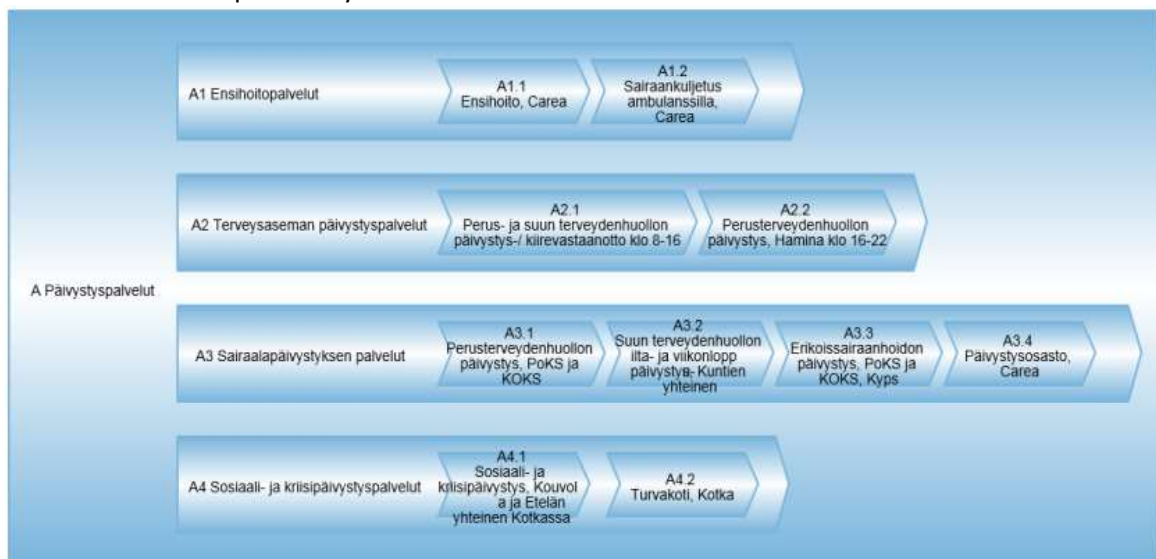 A Päivystyspalvelut
A1 Ensihoitopalvelut
A1.1
Ensihoito, Carea
A1.2
Sairaankuljetus
ambulanssilla,
Carea
A2 Terveysaseman päivystyspalvelut
A2.1
Perus- ja suun terveydenhuollon
päivystys-/ kiirevastaanotto klo 8-16
A2.2
Perusterveydenhuollon
päivystys, Hamina klo 16-22
A3 Sairaalapäivystyksen palvelut
A3.1
Perusterveydenhuollon
päivystys, PoKS ja
KOKS
A3.2
Suun terveydenhuollon
ilta- ja viikonlopp
päivystys- Kuntien
yhteinen
A3.3
Erikoissairaanhoidon
päivystys, PoKS ja
KOKS, Kyps
A3.4
Päivystysosasto,
Carea
A4 Sosiaali- ja kriisipäivystyspalvelut
A4.1
Sosiaali- ja
kriisipäivystys, Kouvol
a ja Etelän
yhteinen Kotkassa
A4.2
Turvakoti, Kotka